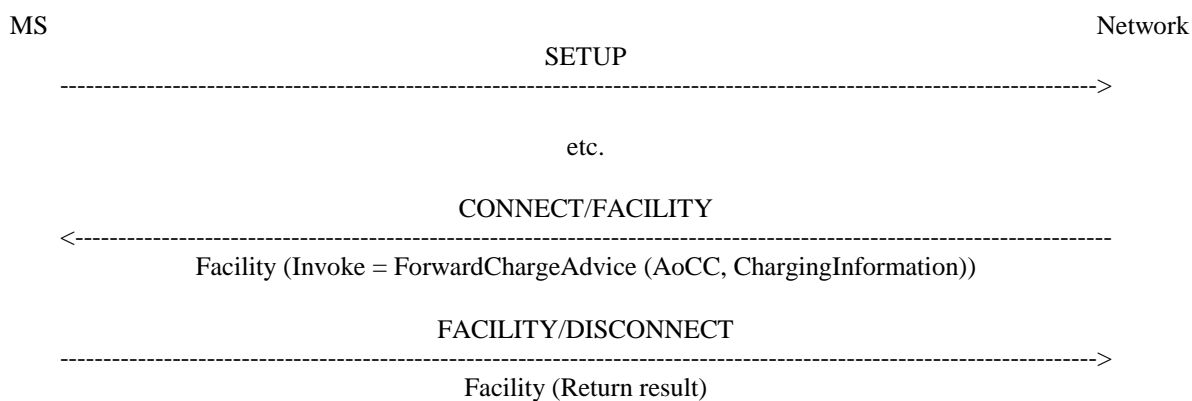 MS Network
SETUP
----------------------------------------------------------------------------------------------------------------------->
etc.
CONNECT/FACILITY
<-----------------------------------------------------------------------------------------------------------------------
Facility (Invoke = ForwardChargeAdvice (AoCC, ChargingInformation))
FACILITY/DISCONNECT
----------------------------------------------------------------------------------------------------------------------->
Facility (Return result)